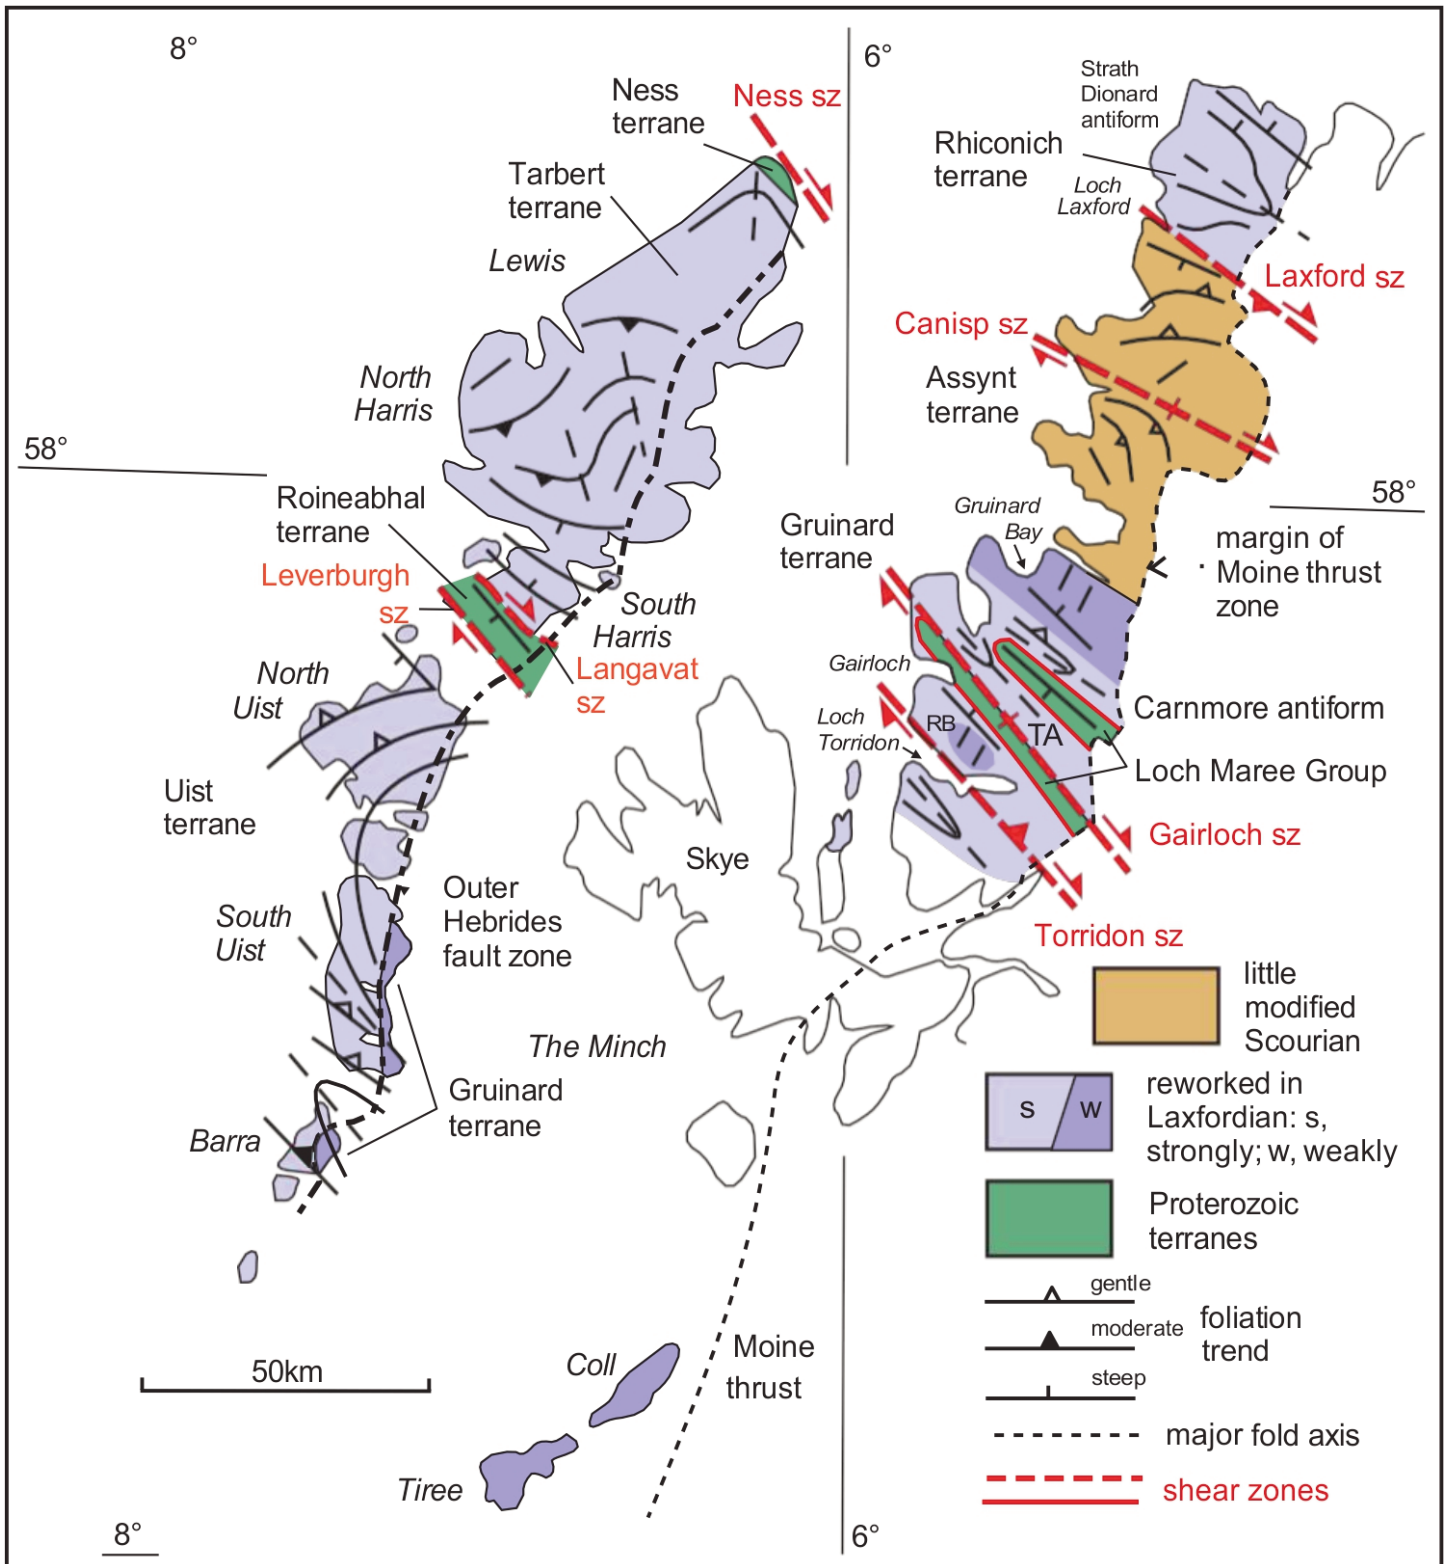 8°
6°
Ness
terrane
Ness sz
Tarbert
terrane
Lewis
Strath
Dionard
antiform
Rhiconich
terrane
Loch
Laxford
Laxford sz
Canisp sz
Assynt
terrane
North
Harris
58°
58°
Roineabhal
terrane
Leverburgh
sz
South
Harris
Langavat
sz
Gruinard
terrane
Gruinard
Bay
margin of
Moine thrust
zone
North
Uist
Gairloch
Loch
Torridon
RB
TA
Carnmore antiform
Loch Maree Group
Gairloch sz
Uist
terrane
Skye
South
Uist
Outer
Hebrides
fault zone
Torridon sz
The Minch
Gruinard
terrane
Barra
little
modified
Scourian
s
w
reworked in
Laxfordian: s,
strongly; w, weakly
Proterozoic
terranes
gentle
moderate
steep
foliation
trend
major fold axis
shear zones
50km
Coll
Tiree
Moine
thrust
8°
6°